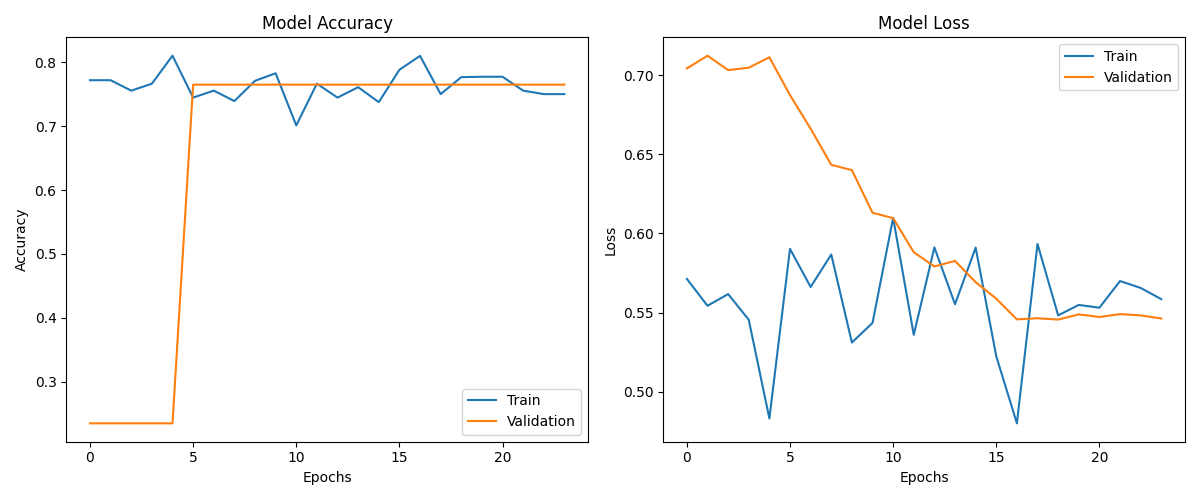 Model Accuracy
Accuracy
0.8
0.7
0.6
0.5
0.4
0.3
0
5
10
15
20
Epochs
Train
Validation
Model Loss
Loss
0.70
0.65
0.60
0.55
0.50
0
5
10
15
20
Epochs
Train
Validation